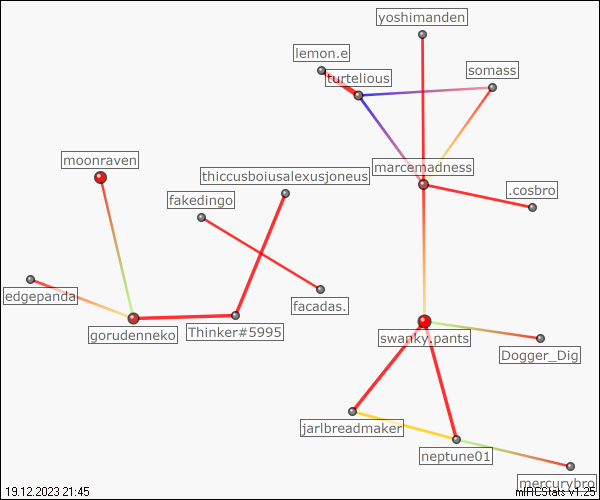 yoshimanden
lemon.e
turtelious
somass
moonraven
thiccusboiusalexusjoneus
marcemadness
fakedingo
.cosbro
edgepanda
facadas.
gorudenneko
Thinker#5995
swanky.pants
Dogger_Dig
jarlbreadmaker
neptune01
mercurybro
19.12.2023 21:45
mIRCStats v1.25